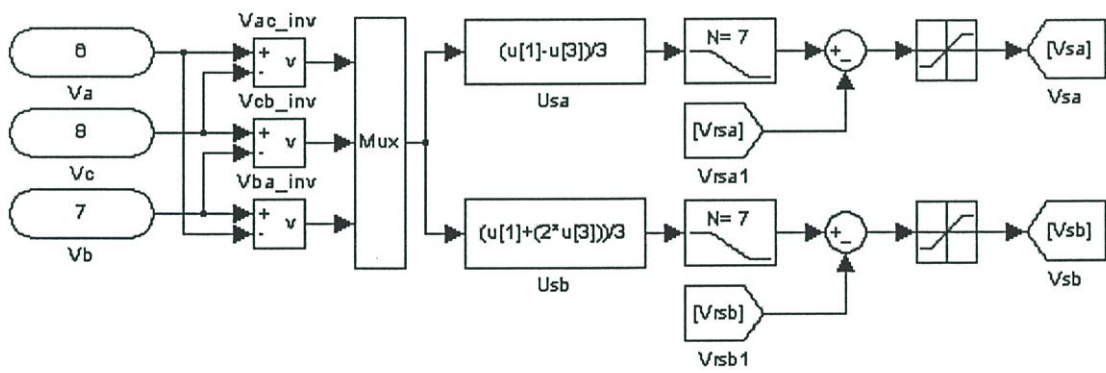 Vac_inv
6
+
-
v
Va
Vcb_inv
8
+
-
v
Vc
Vba_inv
7
+
-
v
Vb
Mux
(u[1]-u[3])/3
Usa
N= 7
+
-
[Vsa]
Vsa
[Vrsa]
Vrsa1
(u[1]+(2*u[3]))/3
Usb
N= 7
+
-
[Vsb]
Vsb
[Vrsb]
Vrsb1